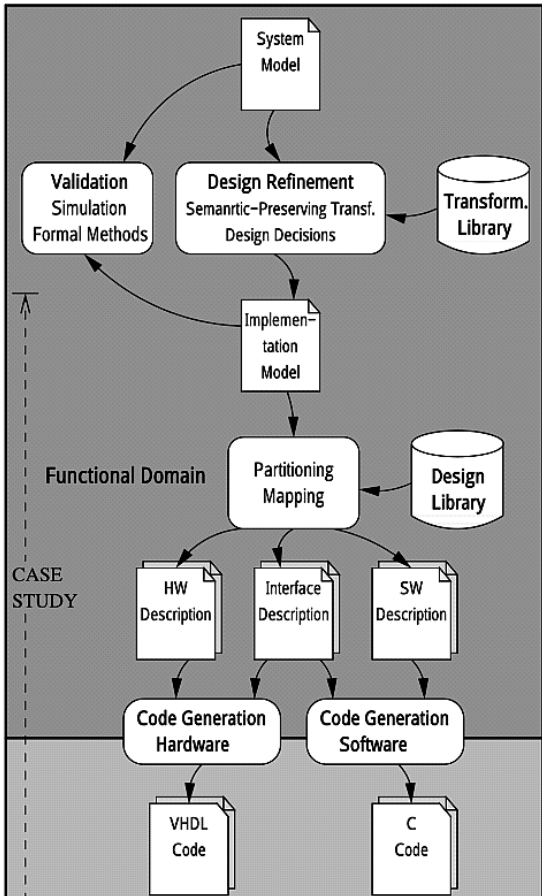 System
Model
Validation
Simulation
Formal Methods
Design Refinement
Semanrtic-Preserving Transf.
Design Decisions
Transform.
Library
Implemen-
tation
Model
Functional Domain
Partitioning
Mapping
Design
Library
CASE
STUDY
HW
Description
Interface
Description
SW
Description
Code Generation
Hardware
Code Generation
Software
VHDL
Code
C
Code